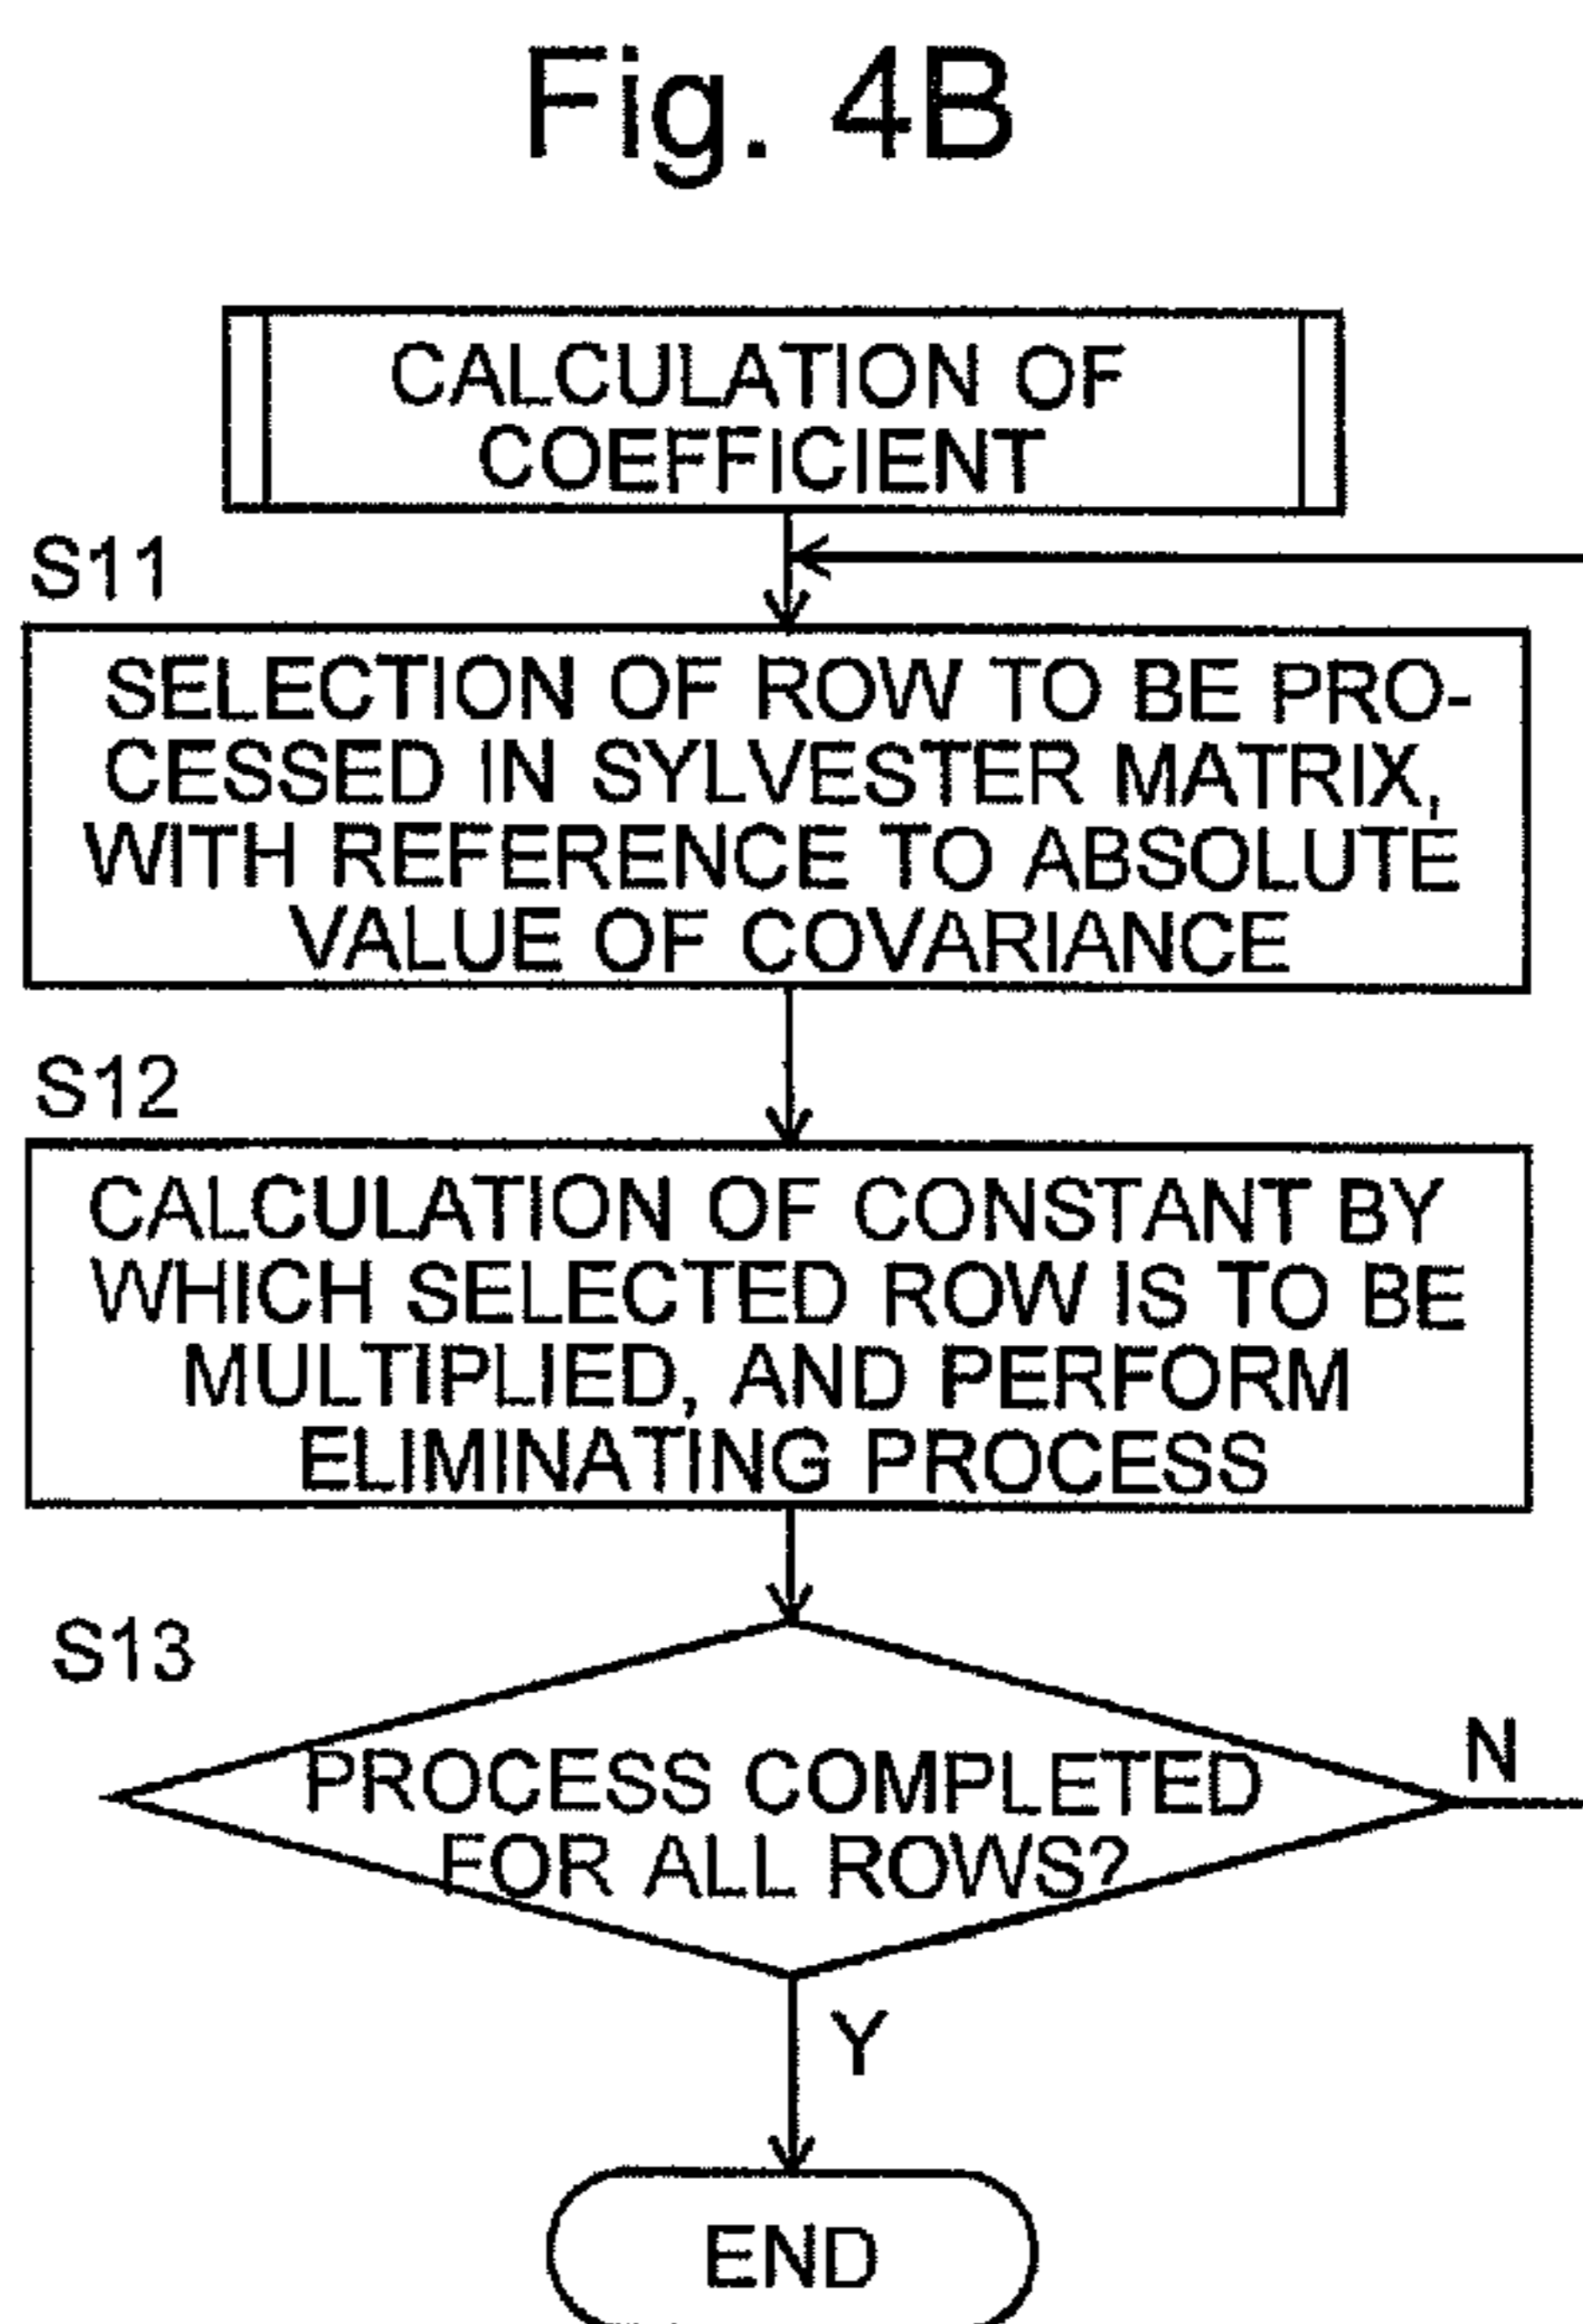 Fig. 4B
CALCULATION OF
COEFFICIENT
S11
SELECTION OF ROW TO BE PRO-
CESSED IN SYLVESTER MATRIX,
WITH REFERENCE TO ABSOLUTE
VALUE OF COVARIANCE
S12
CALCULATION OF CONSTANT BY
WHICH SELECTED ROW IS TO BE
MULTIPLIED, AND PERFORM
ELIMINATING PROCESS
S13
PROCESS COMPLETED
FOR ALL ROWS?
N
Y
END